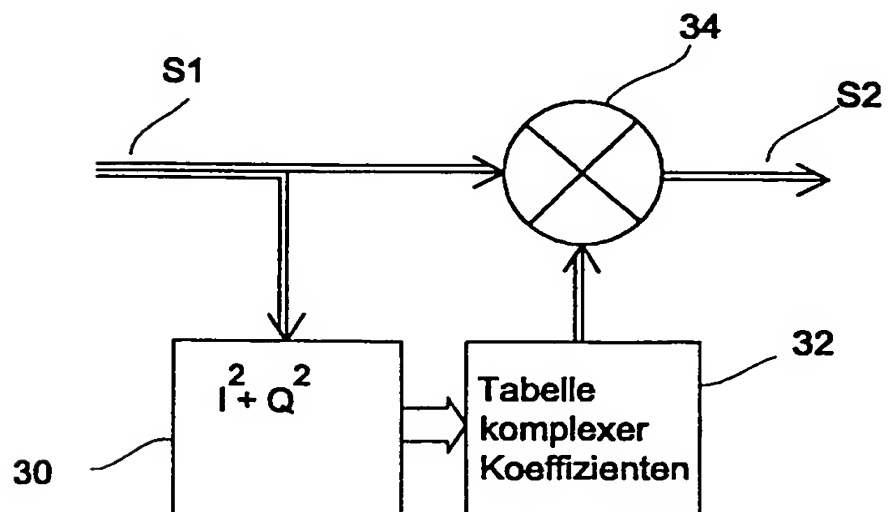 34
S1
S2
I² + Q²
32
Tabelle
komplexer
Koeffizienten
30